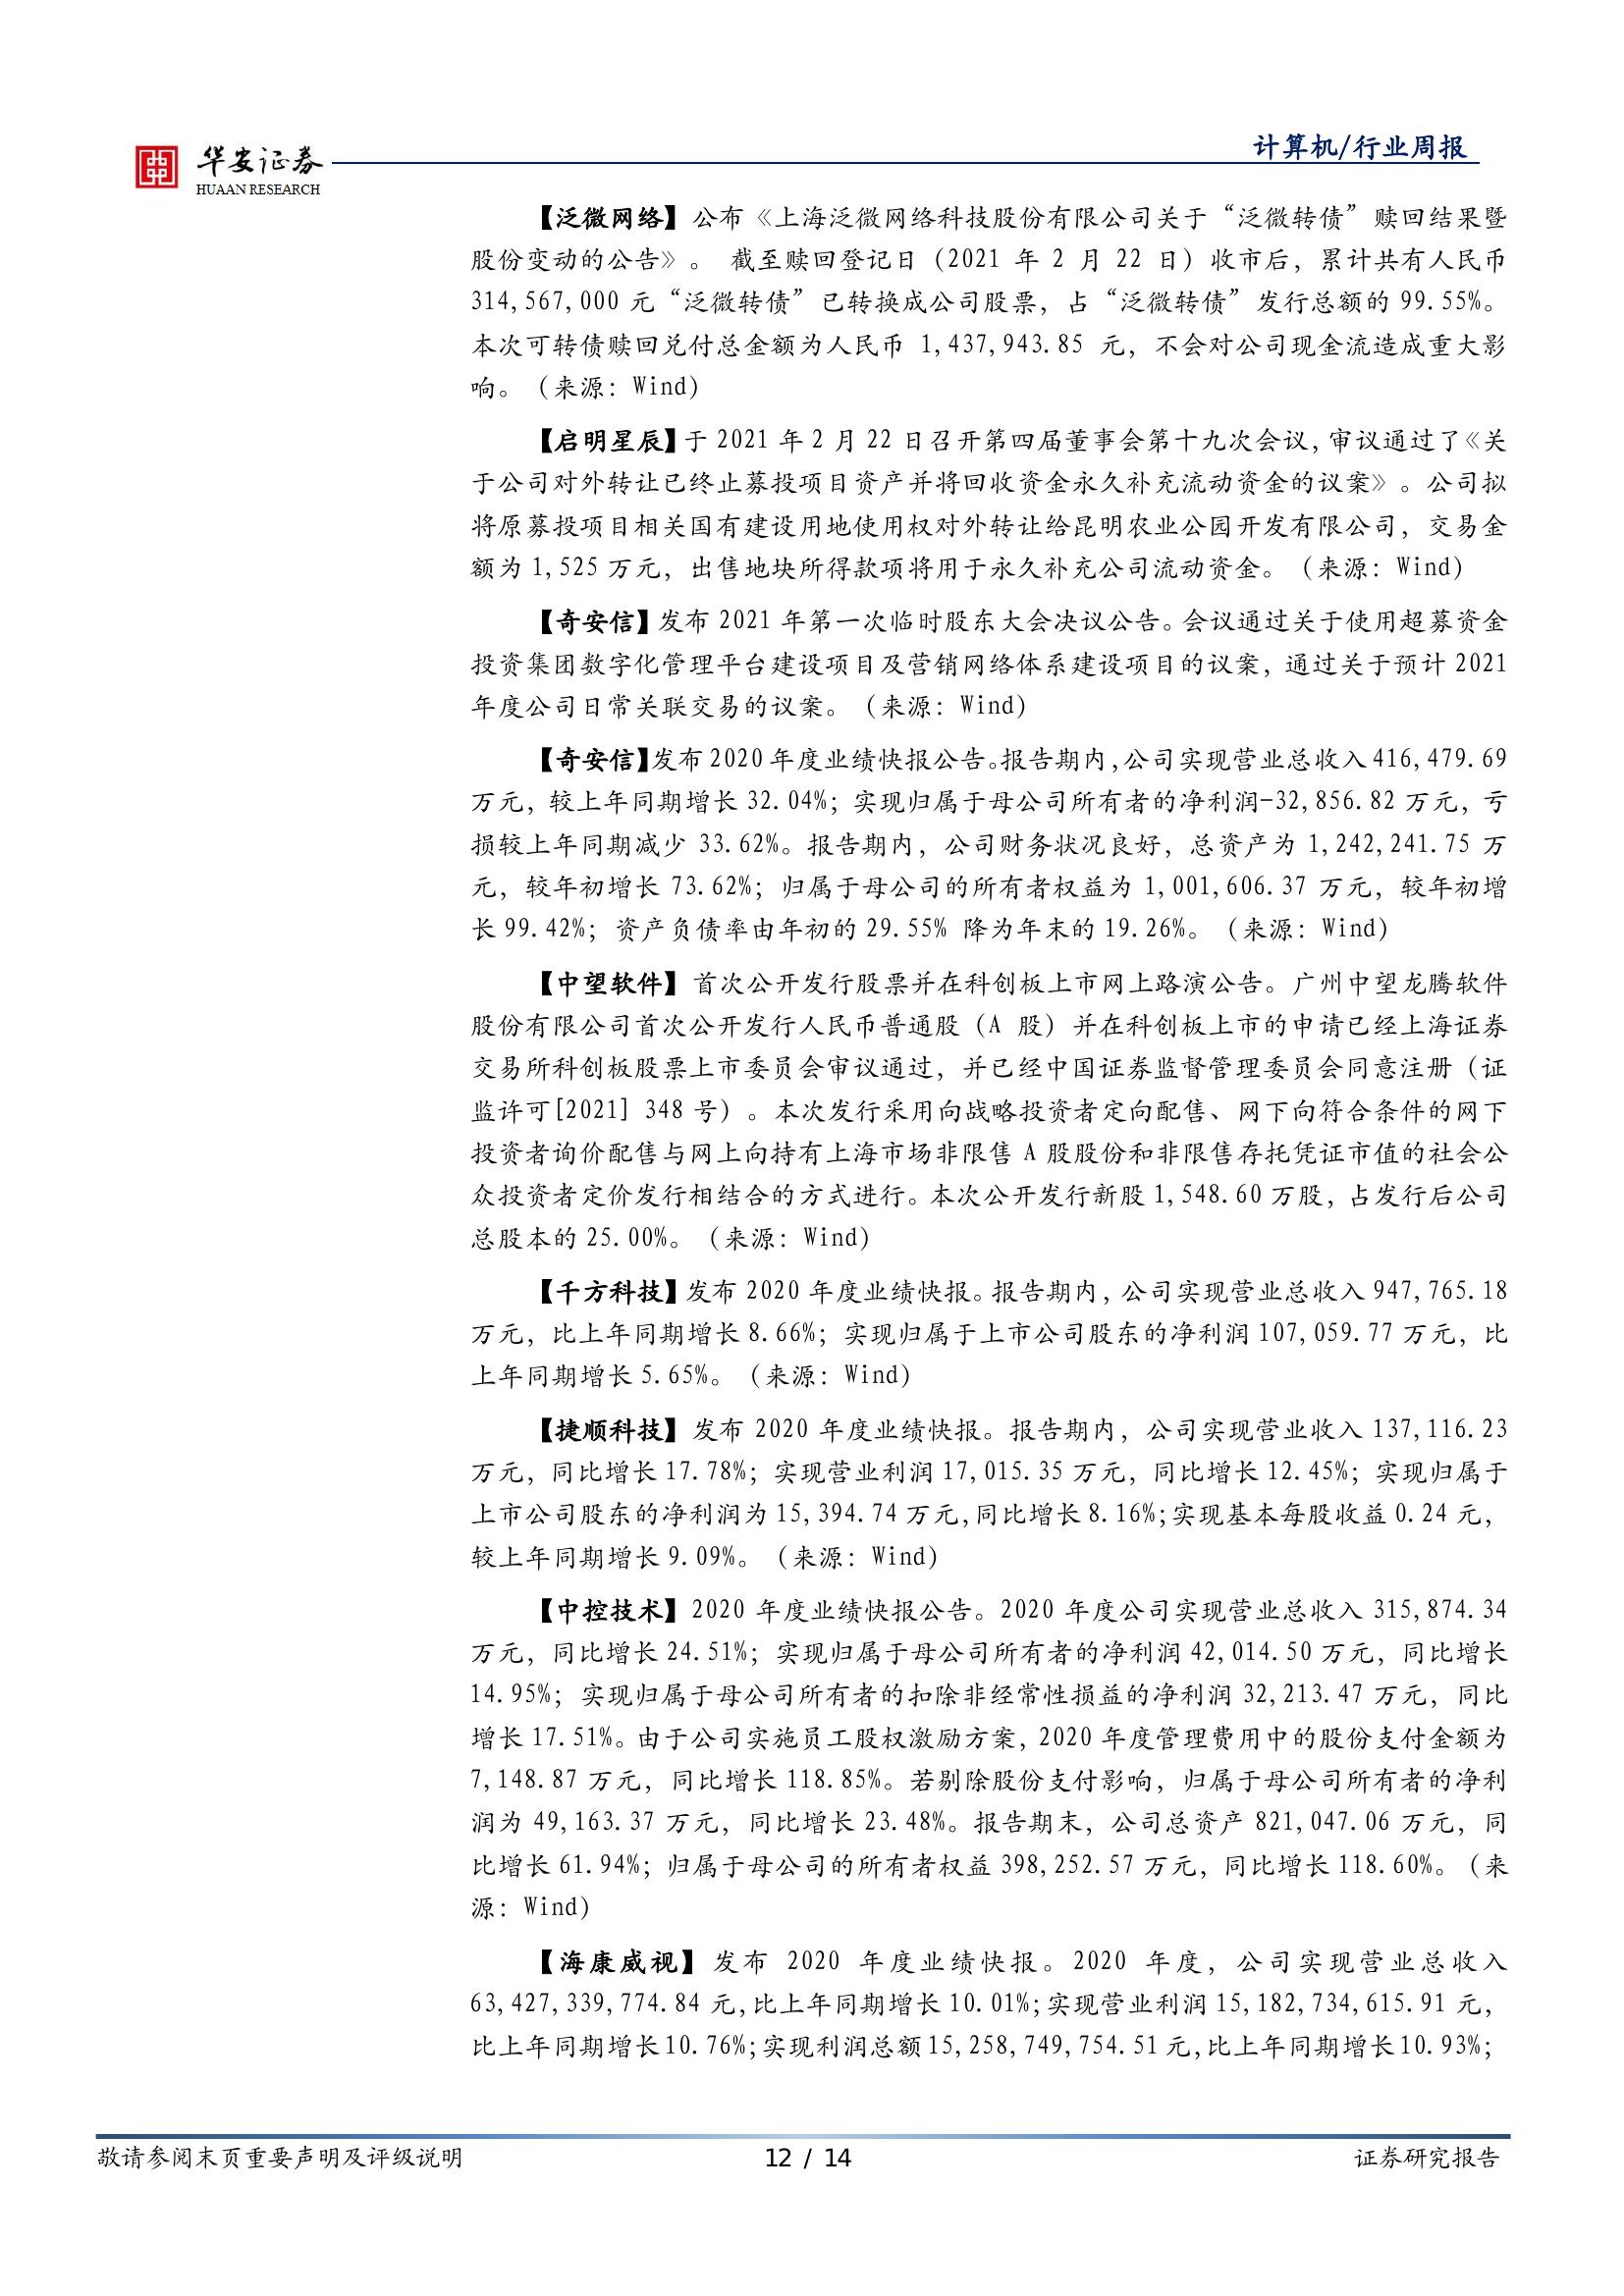 华安证券
HUAAN RESEARCH
计算机/行业周报
【泛微网络】公布《上海泛微网络科技股份有限公司关于“泛微转债”赎回结果暨
股份变动的公告》。 截至赎回登记日（2021 年 2 月 22 日）收市后，累计共有人民币
314,567,000 元“泛微转债”已转换成公司股票，占“泛微转债”发行总额的 99.55%。
本次可转债赎回兑付总金额为人民币 1,437,943.85 元，不会对公司现金流造成重大影
响。（来源：Wind）
【启明星辰】于 2021 年 2 月 22 日召开第四届董事会第十九次会议，审议通过了《关
于公司对外转让已终止募投项目资产并将回收资金永久补充流动资金的议案》。公司拟
将原募投项目相关国有建设用地使用权对外转让给昆明农业公园开发有限公司，交易金
额为 1,525 万元，出售地块所得款项将用于永久补充公司流动资金。（来源：Wind）
【奇安信】发布 2021 年第一次临时股东大会决议公告。会议通过关于使用超募资金
投资集团数字化管理平台建设项目及营销网络体系建设项目的议案，通过关于预计 2021
年度公司日常关联交易的议案。（来源：Wind）
【奇安信】发布 2020 年度业绩快报公告。报告期内，公司实现营业总收入 416,479.69
万元，较上年同期增长 32.04%；实现归属于母公司所有者的净利润-32,856.82 万元，亏
损较上年同期减少 33.62%。报告期内，公司财务状况良好，总资产为 1,242,241.75 万
元，较年初增长 73.62%；归属于母公司的所有者权益为 1,001,606.37 万元，较年初增
长 99.42%；资产负债率由年初的 29.55% 降为年末的 19.26%。（来源：Wind）
【中望软件】首次公开发行股票并在科创板上市网上路演公告。广州中望龙腾软件
股份有限公司首次公开发行人民币普通股（A 股）并在科创板上市的申请已经上海证券
交易所科创板股票上市委员会审议通过，并已经中国证券监督管理委员会同意注册（证
监许可[2021] 348 号）。本次发行采用向战略投资者定向配售、网下向符合条件的网下
投资者询价配售与网上向持有上海市场非限售 A 股股份和非限售存托凭证市值的社会公
众投资者定价发行相结合的方式进行。本次公开发行新股 1,548.60 万股，占发行后公司
总股本的 25.00%。（来源：Wind）
【千方科技】发布 2020 年度业绩快报。报告期内，公司实现营业总收入 947,765.18
万元，比上年同期增长 8.66%；实现归属于上市公司股东的净利润 107,059.77 万元，比
上年同期增长 5.65%。（来源：Wind）
【捷顺科技】发布 2020 年度业绩快报。报告期内，公司实现营业收入 137,116.23
万元，同比增长 17.78%；实现营业利润 17,015.35 万元，同比增长 12.45%；实现归属于
上市公司股东的净利润为 15,394.74 万元，同比增长 8.16%；实现基本每股收益 0.24 元，
较上年同期增长 9.09%。（来源：Wind）
【中控技术】2020 年度业绩快报公告。2020 年度公司实现营业总收入 315,874.34
万元，同比增长 24.51%；实现归属于母公司所有者的净利润 42,014.50 万元，同比增长
14.95%；实现归属于母公司所有者的扣除非经常性损益的净利润 32,213.47 万元，同比
增长 17.51%。由于公司实施员工股权激励方案，2020 年度管理费用中的股份支付金额为
7,148.87 万元，同比增长 118.85%。若剔除股份支付影响，归属于母公司所有者的净利
润为 49,163.37 万元，同比增长 23.48%。报告期末，公司总资产 821,047.06 万元，同
比增长 61.94%；归属于母公司的所有者权益 398,252.57 万元，同比增长 118.60%。（来
源：Wind）
【海康威视】发布 2020 年度业绩快报。2020 年度，公司实现营业总收入
63,427,339,774.84 元，比上年同期增长 10.01%；实现营业利润 15,182,734,615.91 元，
比上年同期增长 10.76%；实现利润总额 15,258,749,754.51 元，比上年同期增长 10.93%；
敬请参阅末页重要声明及评级说明
12 / 14
证券研究报告